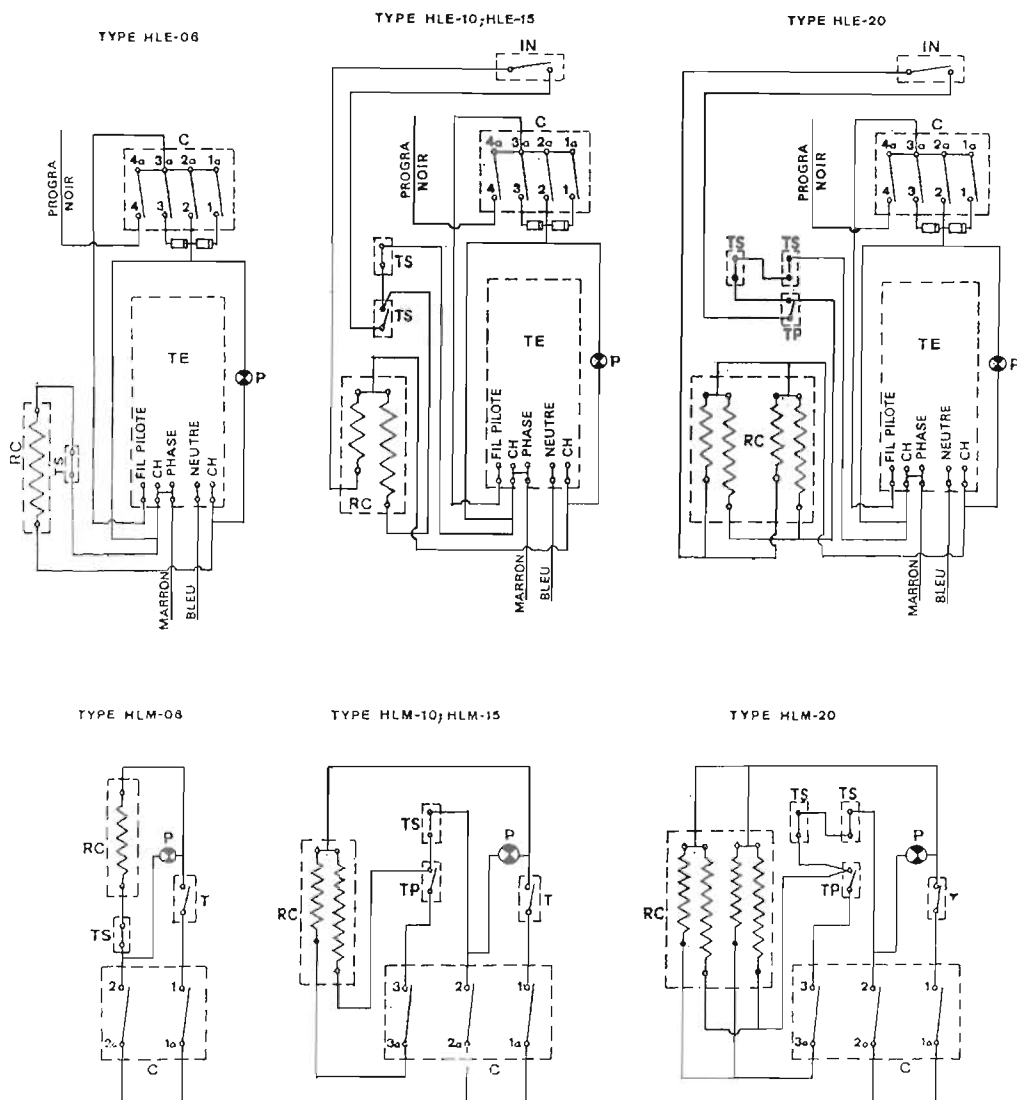 TYPE HLE-06
TYPE HLE-10; HLE-15
TYPE HLE-20
C
4a 3a 2a 1a
4 3 2 1
PROGRA
NOIR
TE
P
RC
TS
FIL PILOTE
CH
PHASE
NEUTRE
CH
MARRON
BLEU
IN
C
4a 3a 2a 1a
4 3 2 1
PROGRA
NOIR
TS
TS
TE
P
RC
FIL PILOTE
CH
PHASE
NEUTRE
CH
MARRON
BLEU
IN
C
4a 3a 2a 1a
4 3 2 1
PROGRA
NOIR
TS TS
TP
TE
P
RC
FIL PILOTE
CH
PHASE
NEUTRE
CH
MARRON
BLEU
TYPE HLM-06
TYPE HLM-10; HLM-15
TYPE HLM-20
RC
P
T
TS
2 1
2a 1a
C
TS
TP
P
T
RC
3 2 1
3a 2a 1a
C
TS TS
P
TP
T
RC
3 2 1
3a 2a 1a
C